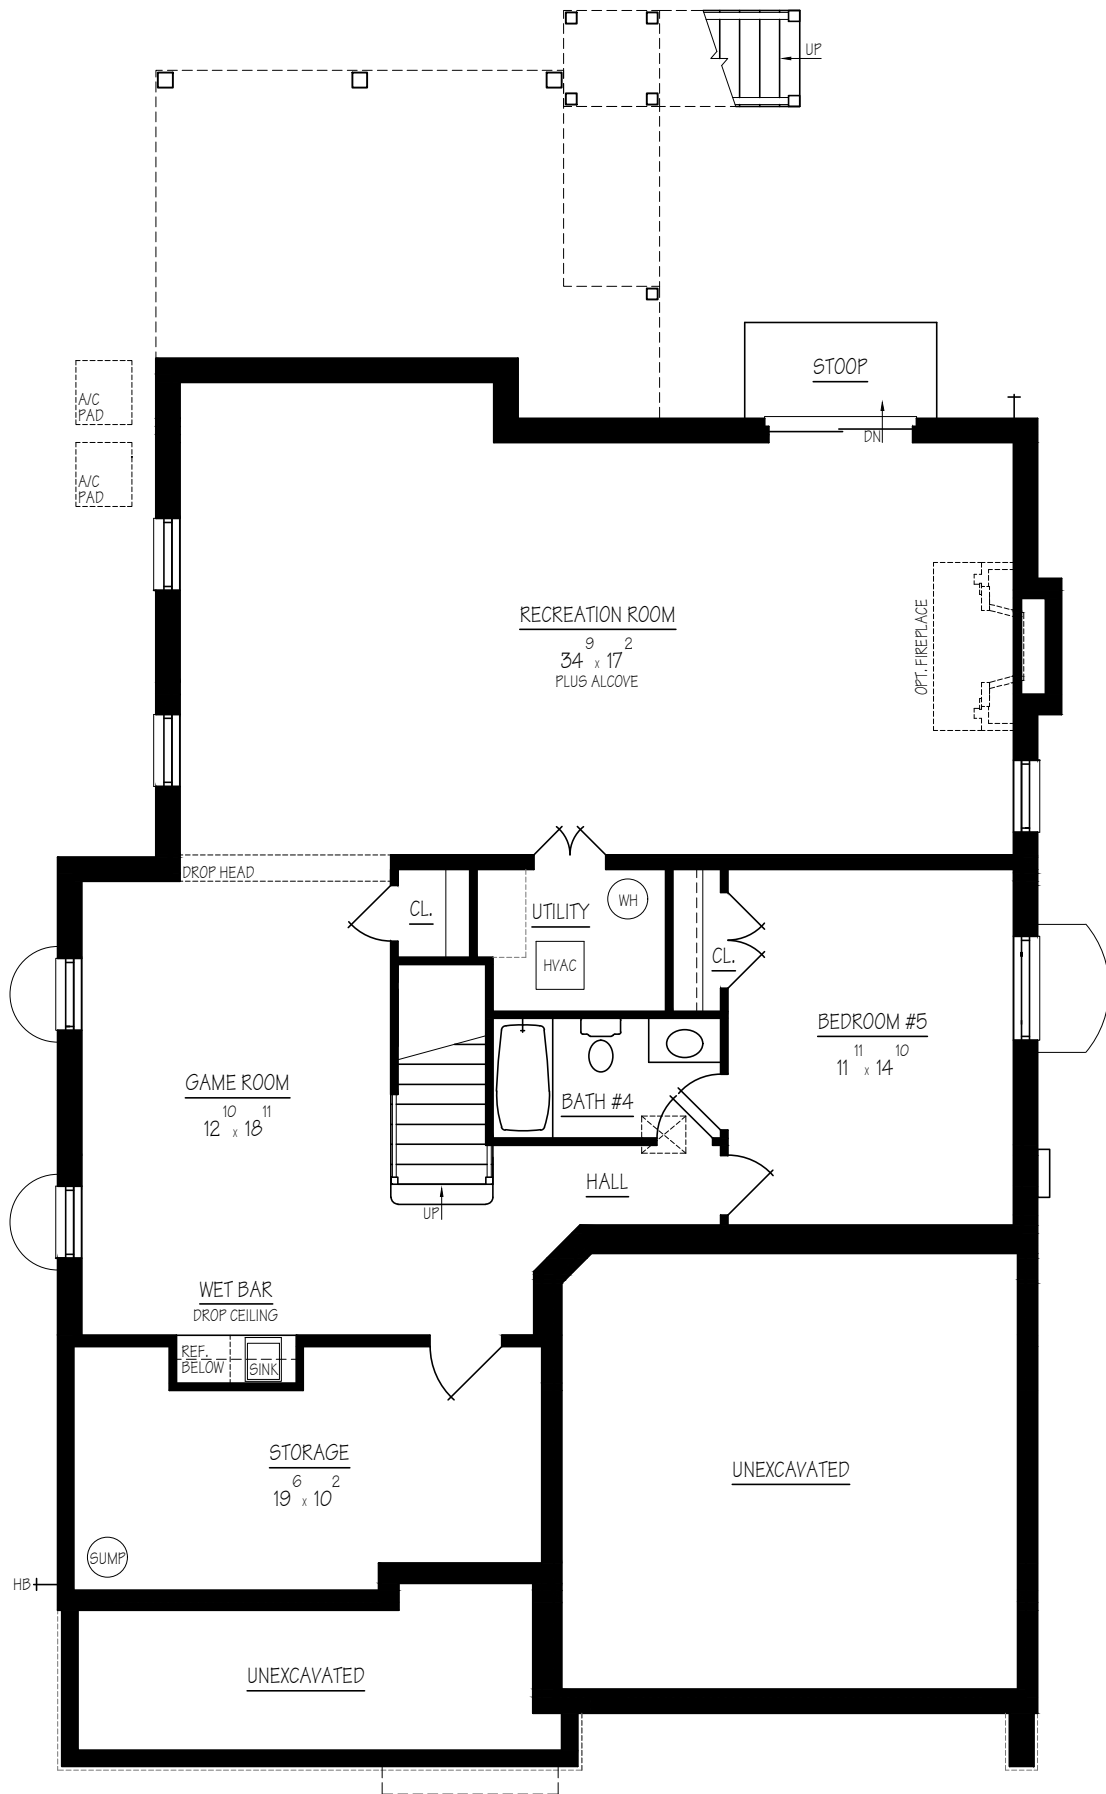 UP
STOOP
DN
A/C
PAD
A/C
PAD
RECREATION ROOM
34 9 x 17 2
PLUS ALCOVE
OPT. FIREPLACE
DROP HEAD
CL.
UTILITY
WH
HVAC
CL.
BEDROOM #5
11 11 x 14 10
GAME ROOM
12 10 x 18 11
BATH #4
HALL
UP
WET BAR
DROP CEILING
REF.
BELOW
SINK
STORAGE
19 6 x 10 2
UNEXCAVATED
SUMP
HB
UNEXCAVATED